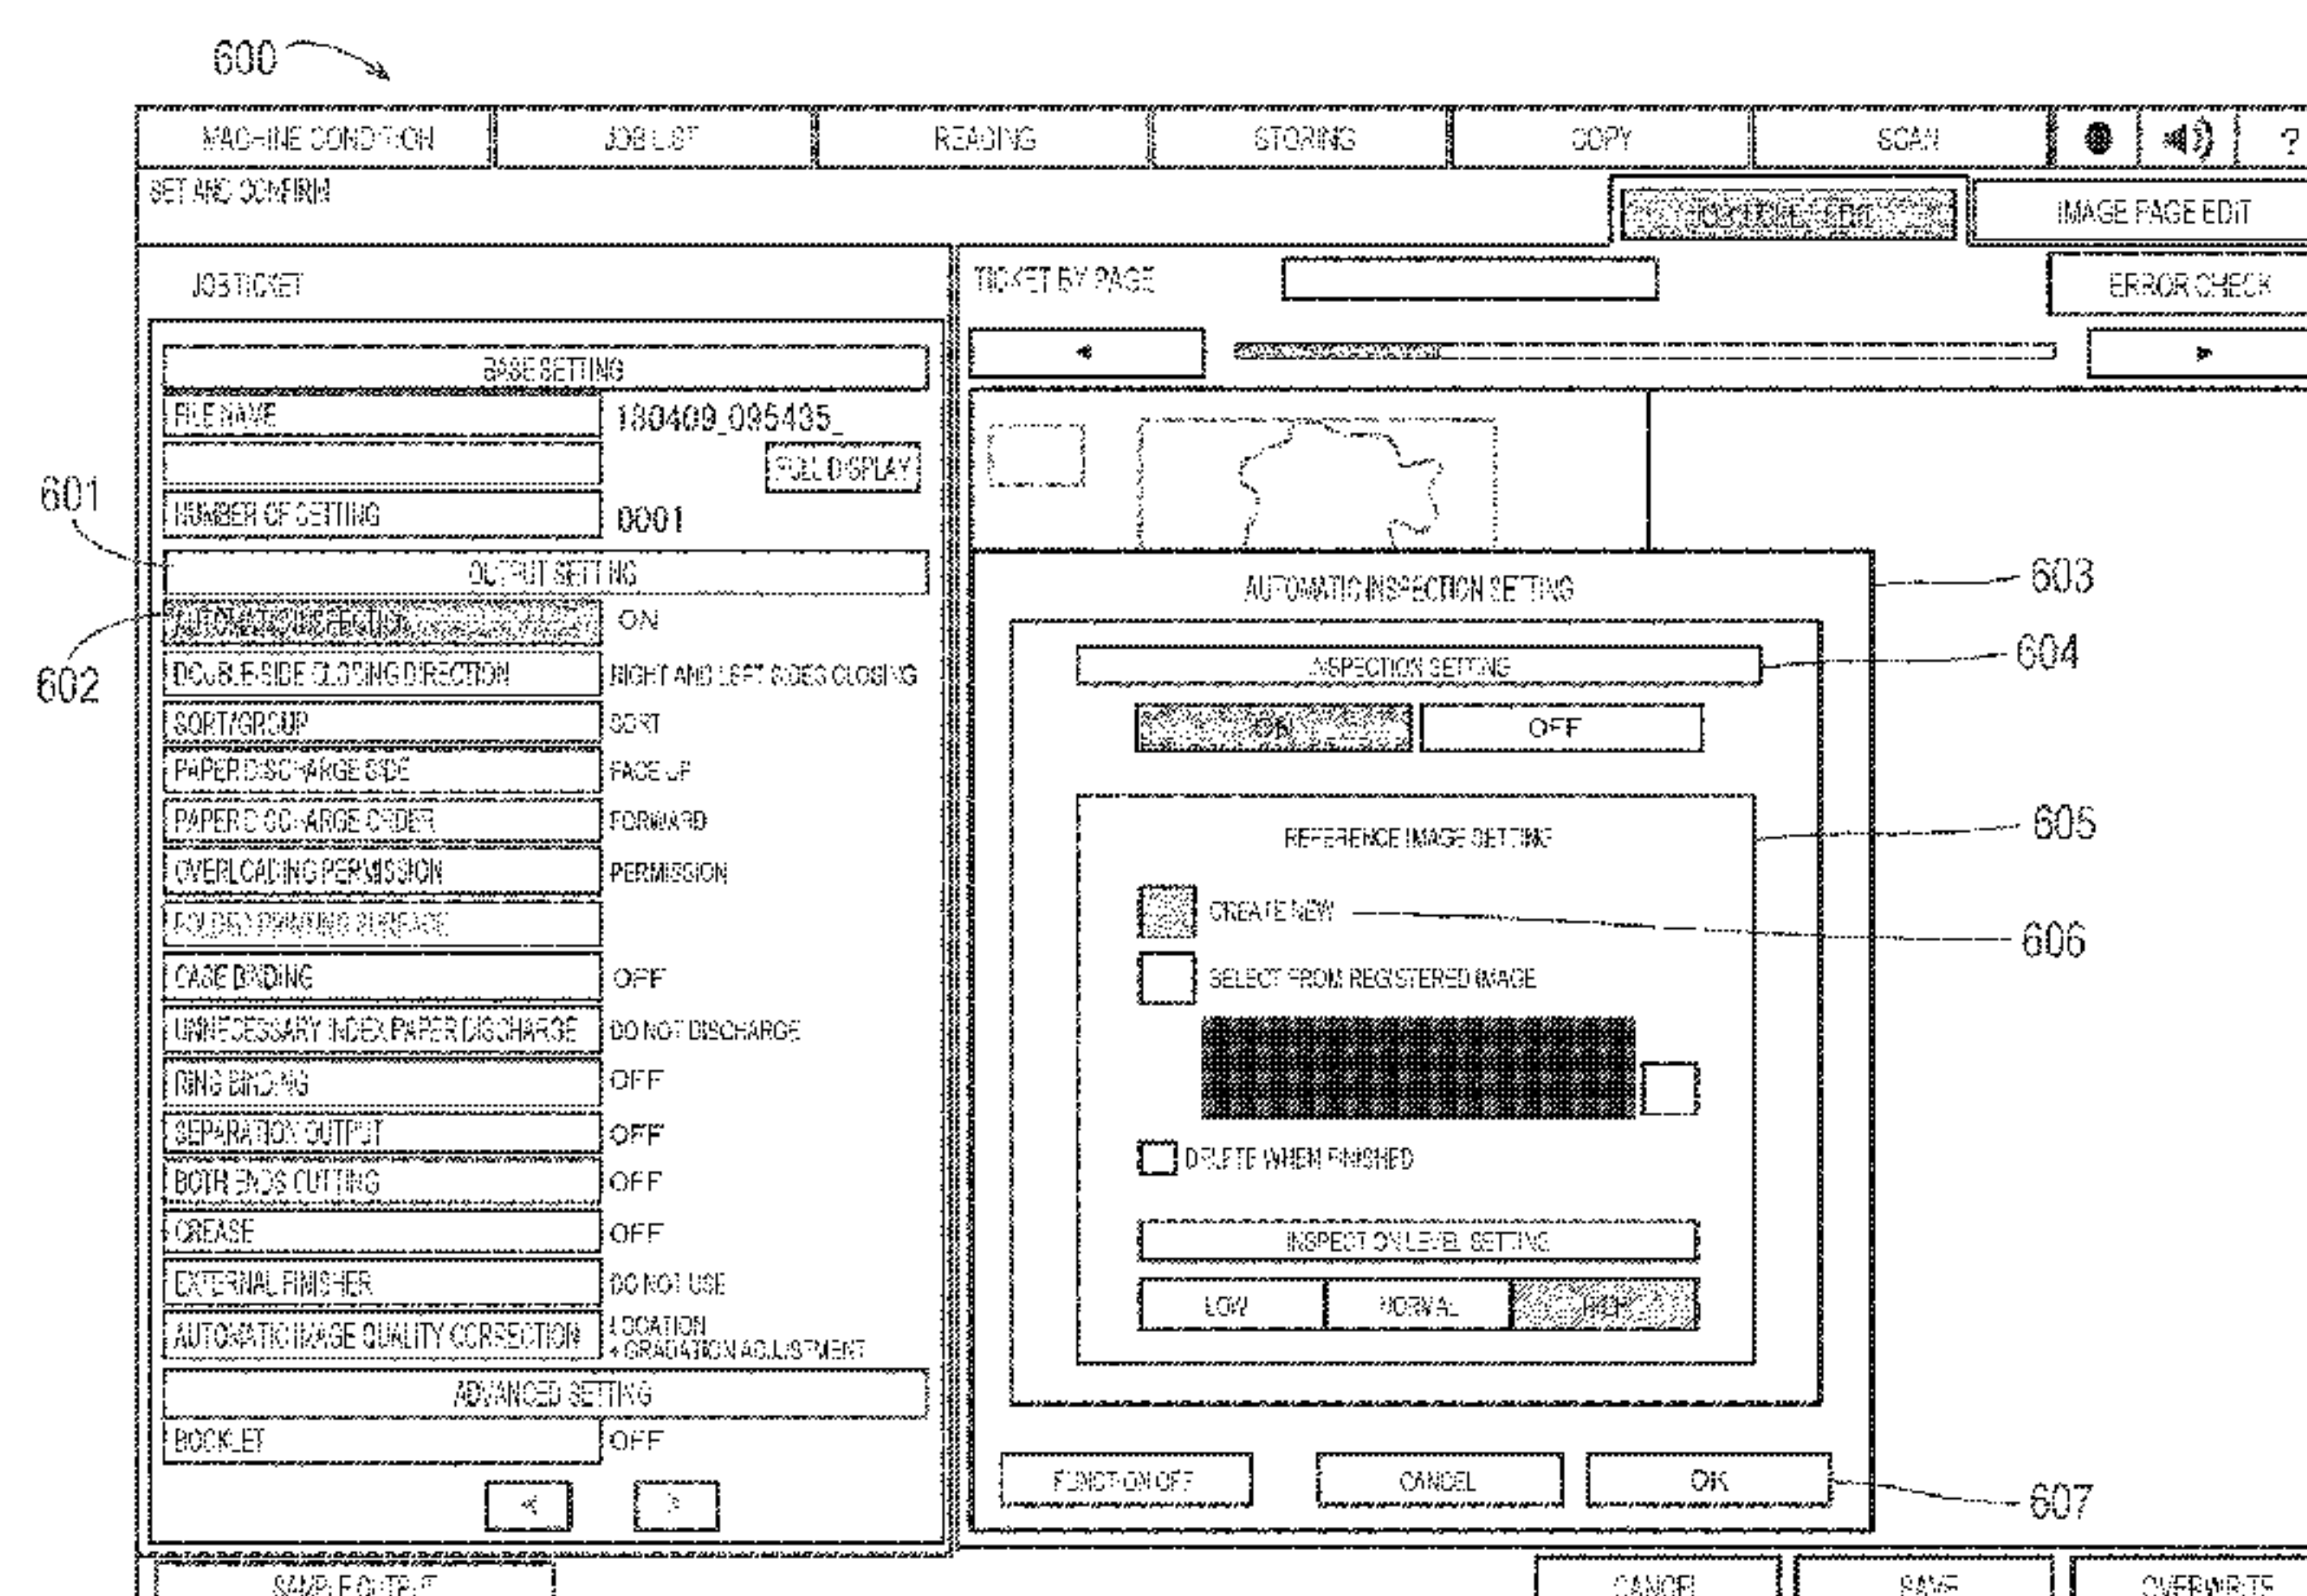 600
MACHINE CONDITION JOB LIST READING STORING COPY SCAN ?
SET AND CONFIRM
IMAGE PAGE EDIT
JOB TICKET
TICKET BY PAGE
ERROR CHECK
BASE SETTING
FILE NAME 180409_095435_
FULL DISPLAY
601
NUMBER OF SETTING 0001
OUTPUT SETTING
602
AUTOMATIC INSPECTION ON
DOUBLE-SIDE CLOSING DIRECTION RIGHT AND LEFT SIDES CLOSING
SORT/GROUP SORT
PAPER DISCHARGE SIDE FACE UP
PAPER DISCHARGE ORDER FORWARD
OVERLOADING PERMISSION PERMISSION
FOLDED PRINTING SURFACE
CASE BINDING OFF
UNNECESSARY INDEX PAPER DISCHARGE DO NOT DISCHARGE
RING BINDING OFF
SEPARATION OUTPUT OFF
BOTH ENDS CUTTING OFF
CREASE OFF
EXTERNAL FINISHER DO NOT USE
AUTOMATIC IMAGE QUALITY CORRECTION LOCATION
+ GRADATION ADJUSTMENT
ADVANCED SETTING
BOOKLET OFF
< >
SAMPLE OUTPUT
AUTOMATIC INSPECTION SETTING
603
INSPECTION SETTING
604
ON OFF
REFERENCE IMAGE SETTING
605
CREATE NEW
606
SELECT FROM REGISTERED IMAGE
DELETE WHEN FINISHED
INSPECTION LEVEL SETTING
LOW NORMAL HIGH
FUNCTION OFF CANCEL OK
607
CANCEL SAVE OVERWRITE